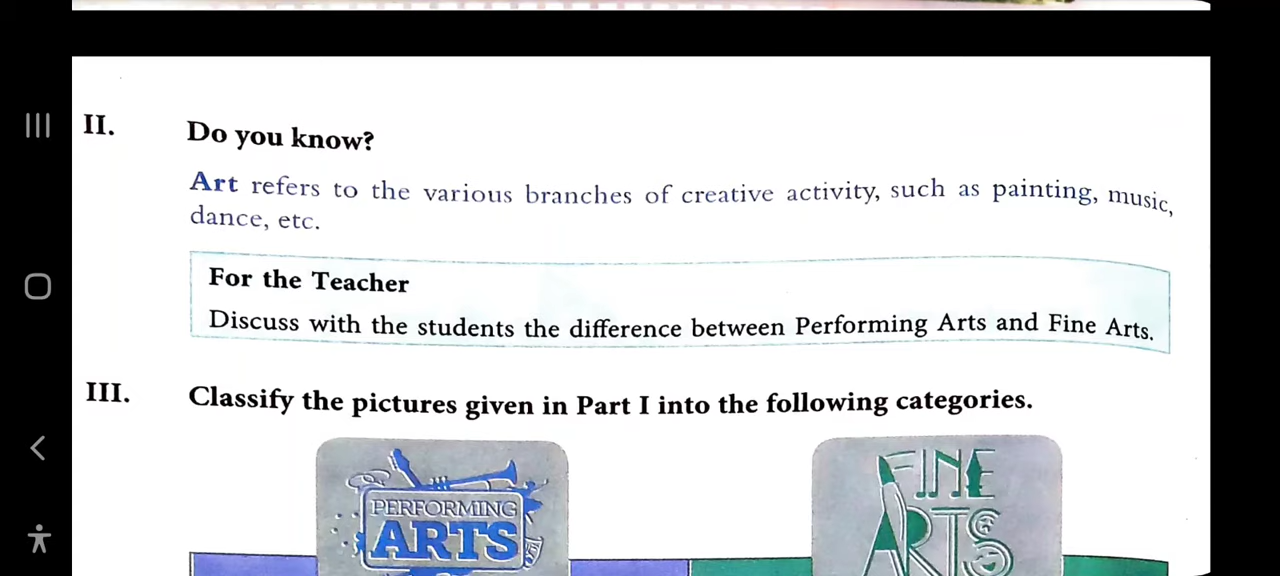 II. Do you know?
Art refers to the various branches of creative activity, such as painting, music,
dance, etc.
For the Teacher
Discuss with the students the difference between Performing Arts and Fine Arts.
III. Classify the pictures given in Part I into the following categories.
PERFORMING
ARTS
FINE
ARTS